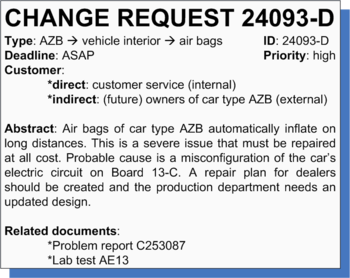 CHANGE REQUEST 24093-D
Type: AZB → vehicle interior → air bags ID: 24093-D
Deadline: ASAP Priority: high
Customer:
*direct: customer service (internal)
*indirect: (future) owners of car type AZB (external)
Abstract: Air bags of car type AZB automatically inflate on
long distances. This is a severe issue that must be repaired
at all cost. Probable cause is a misconfiguration of the car's
electric circuit on Board 13-C. A repair plan for dealers
should be created and the production department needs an
updated design.
Related documents:
*Problem report C253087
*Lab test AE13